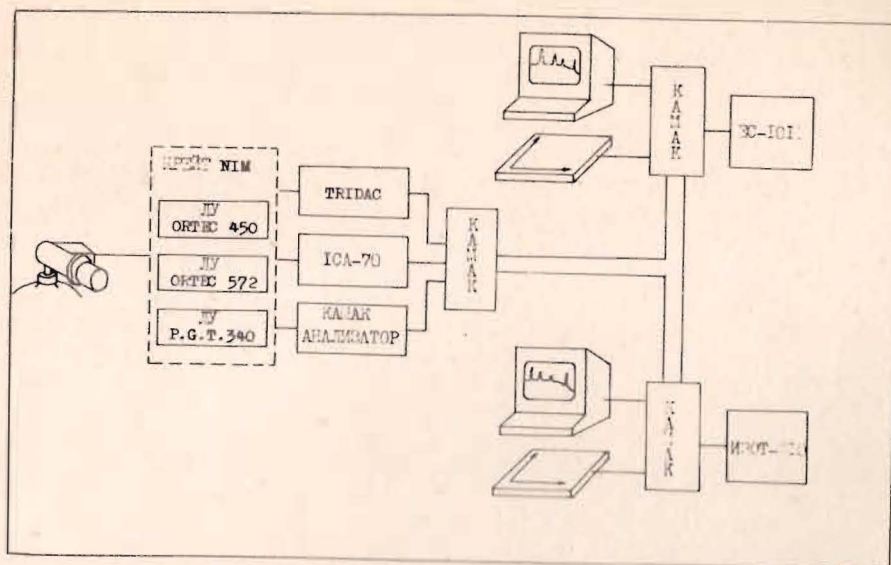 КРЕЙТ NIM
ЛУ
ORTEC 450
ЛУ
ORTEC 572
ЛУ
P.G.T.340
TRIDAC
ICA-70
КАМАК
АНАЛИЗАТОР
КАМАК
КАМАК
КАМАК